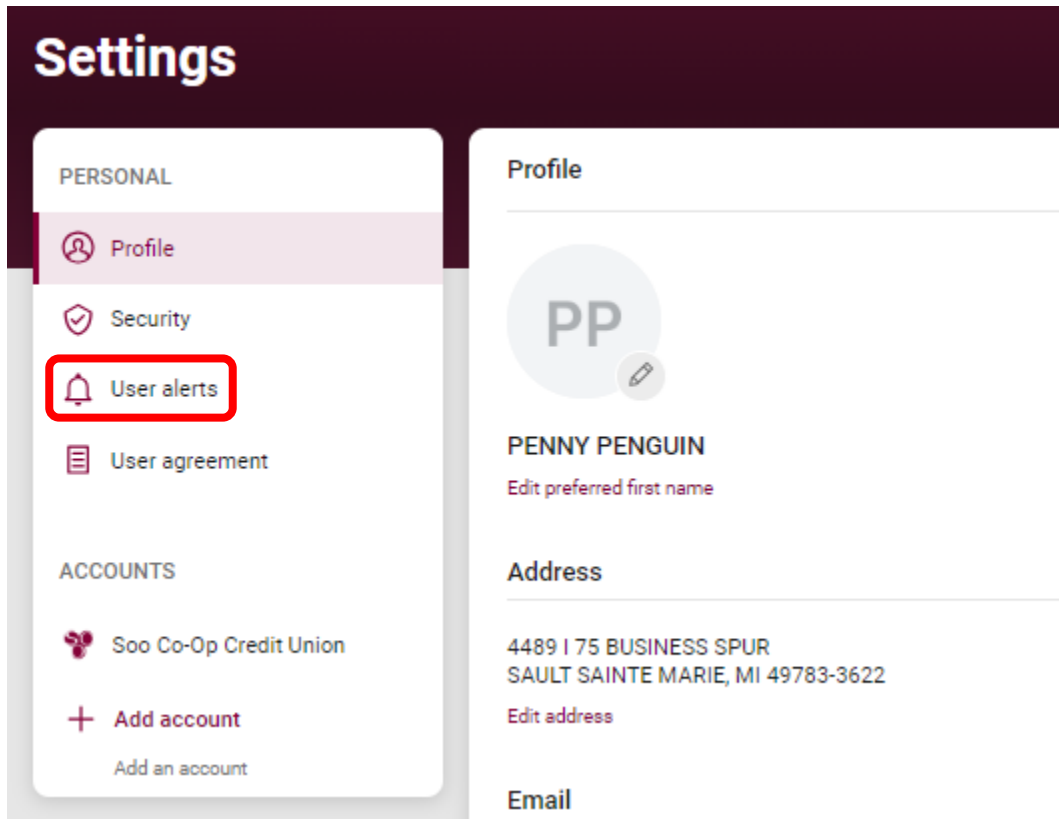 Settings
PERSONAL
Profile
Security
User alerts
User agreement
ACCOUNTS
Soo Co-Op Credit Union
Add account
Add an account
Profile
PP
PENNY PENGUIN
Edit preferred first name
Address
4489 I 75 BUSINESS SPUR
SAULT SAINTE MARIE, MI 49783-3622
Edit address
Email